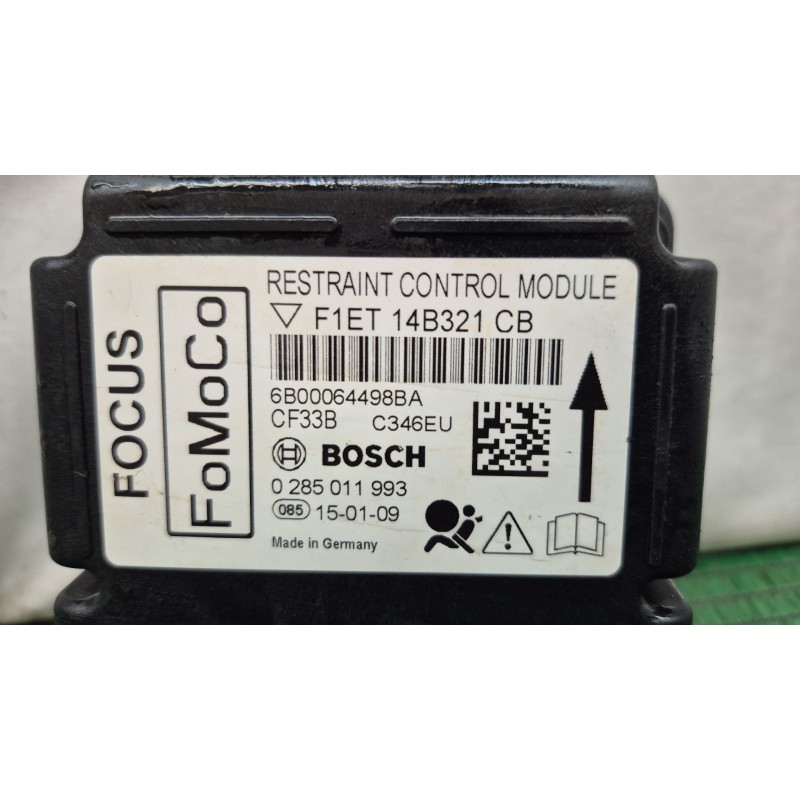 FOCUS
FoMoCo
RESTRAINT CONTROL MODULE
F1ET 14B321 CB
6B00064498BA
CF33B C346EU
BOSCH
0 285 011 993
085 15-01-09
Made in Germany